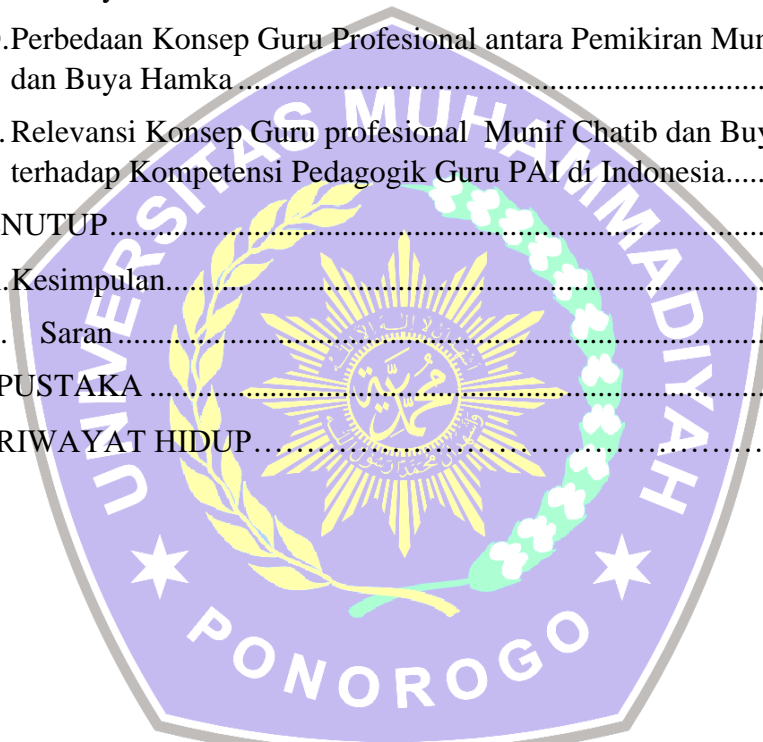 .Perbedaan Konsep Guru Profesional antara Pemikiran Mun
dan Buya Hamka ..........................................................
. Relevansi Konsep Guru profesional Munif Chatib dan Buy
terhadap Kompetensi Pedagogik Guru PAI di Indonesia.....
NUTUP..........................................................................
.Kesimpulan...................................................................
. Saran ..........................................................................
PUSTAKA .....................................................................
RIWAYAT HIDUP……………………………………
UNIVERSITAS MUHAMMADIYAH
محمد
PONOROGO